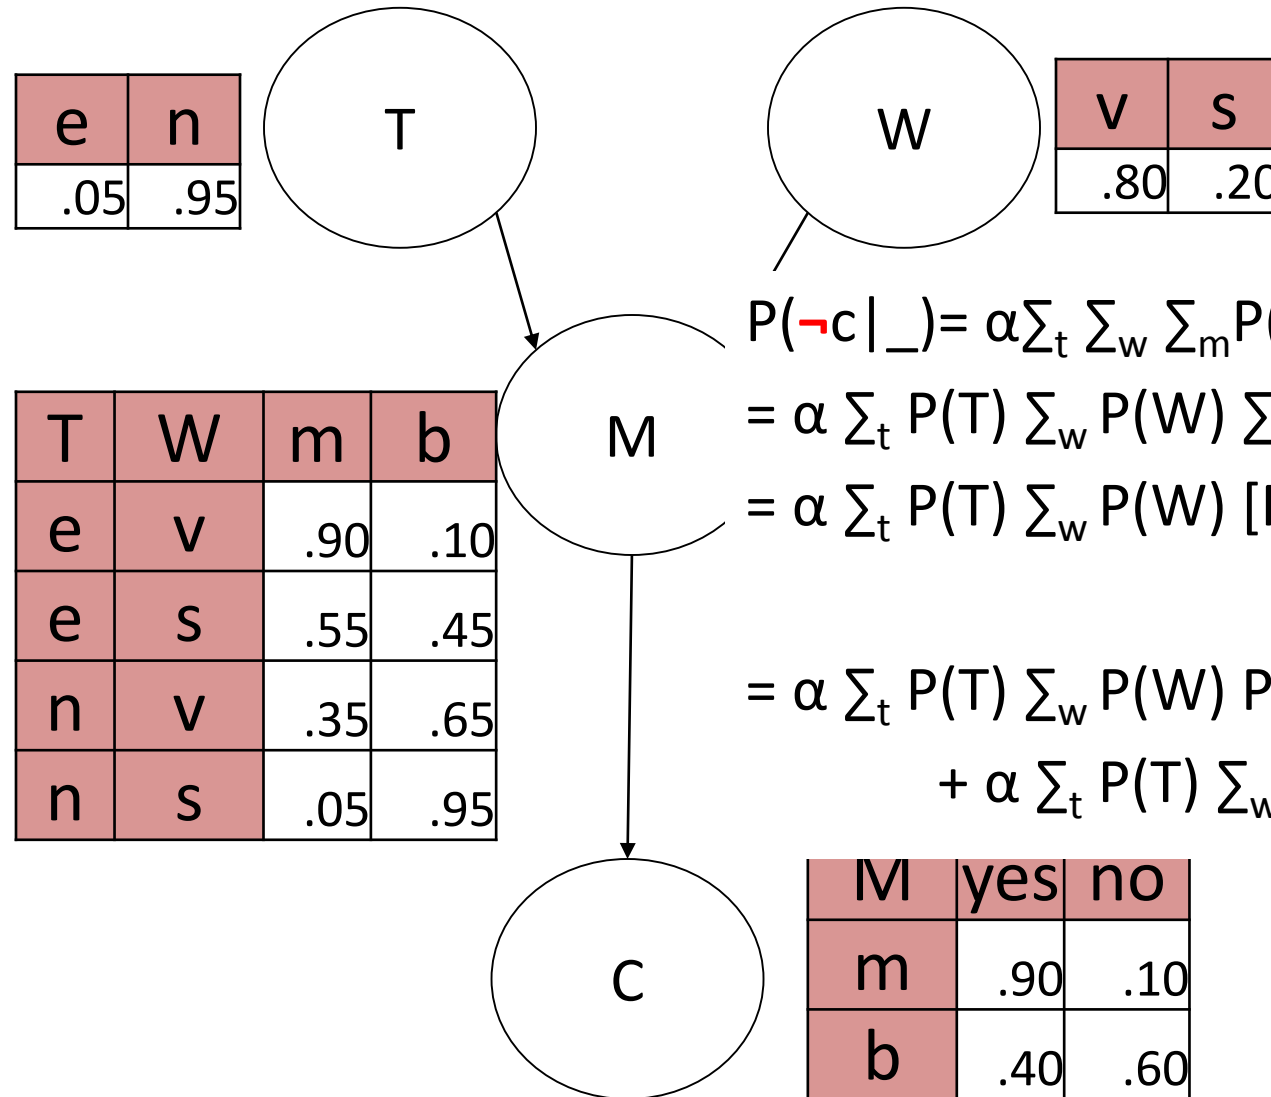 e n
.05 .95
T
W
v s
.80 .20
P(¬c|_)= α∑t ∑w ∑mP(
= α ∑t P(T) ∑w P(W) ∑
= α ∑t P(T) ∑w P(W) [
= α ∑t P(T) ∑w P(W) P
+ α ∑t P(T) ∑w
M
T W m b
e v .90 .10
e s .55 .45
n v .35 .65
n s .05 .95
C
M yes no
m .90 .10
b .40 .60